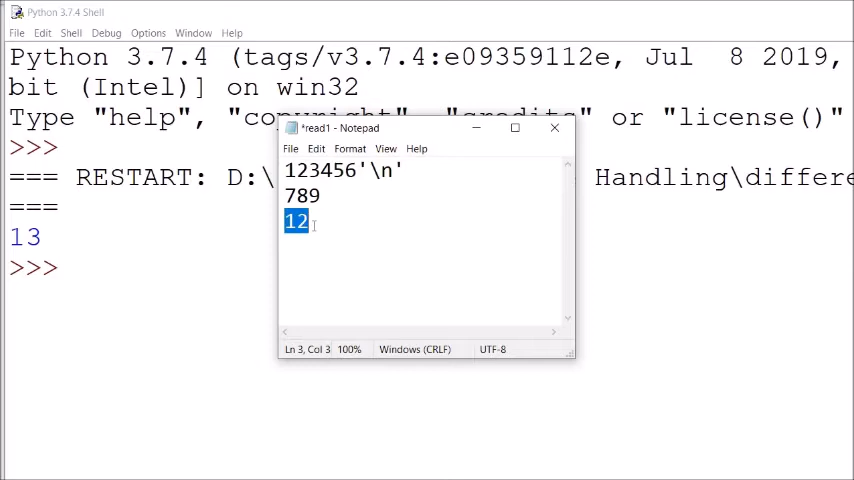 Python 3.7.4 Shell
File Edit Shell Debug Options Window Help
Python 3.7.4 (tags/v3.7.4:e09359112e, Jul 8 2019,
bit (Intel)] on win32
Type "help", "copyright", "credits" or "license()"
>>>
=== RESTART: D:\ Handling\differe
===
13
>>>
*read1 - Notepad
File Edit Format View Help
123456'\n'
789
12
Ln 3, Col 3 100% Windows (CRLF) UTF-8